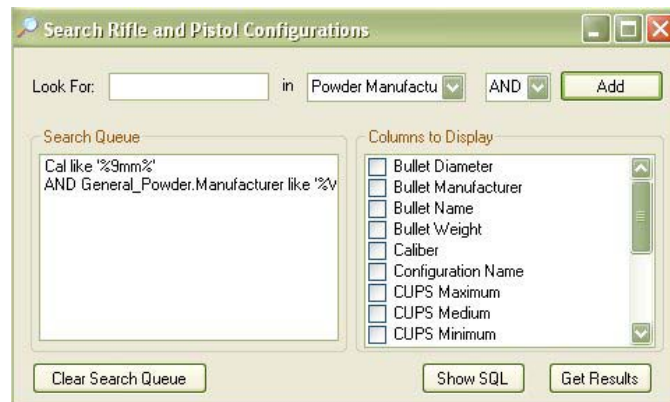 Search Rifle and Pistol Configurations
Look For: in Powder Manufactu AND Add
Search Queue
Cal like '%9mm%'
AND General_Powder.Manufacturer like '%V
Columns to Display
Bullet Diameter
Bullet Manufacturer
Bullet Name
Bullet Weight
Caliber
Configuration Name
CUPS Maximum
CUPS Medium
CUPS Minimum
Clear Search Queue Show SQL Get Results